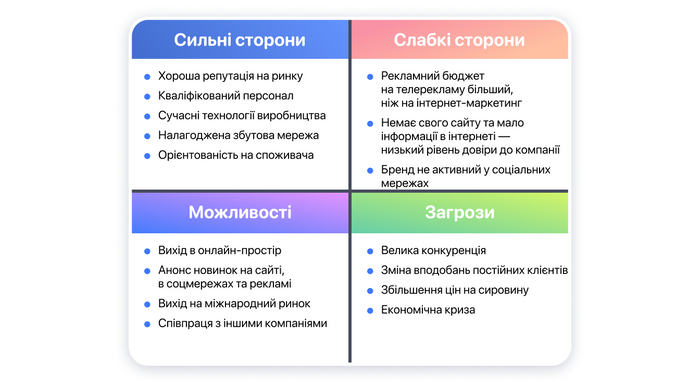 Сильні сторони
Хороша репутація на ринку
Кваліфікований персонал
Сучасні технології виробництва
Налагоджена збутова мережа
Орієнтованість на споживача
Слабкі сторони
Рекламний бюджет
на телерекламу більший,
ніж на інтернет-маркетинг
Немає свого сайту та мало
інформації в інтернеті —
низький рівень довіри до компанії
Бренд не активний у соціальних
мережах
Можливості
Вихід в онлайн-простір
Анонс новинок на сайті,
в соцмережах та рекламі
Вихід на міжнародний ринок
Співпраця з іншими компаніями
Загрози
Велика конкуренція
Зміна вподобань постійних клієнтів
Збільшення цін на сировину
Економічна криза